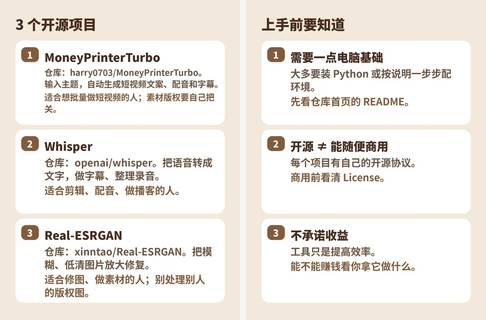 3 个开源项目
1
MoneyPrinterTurbo
仓库：harry0703/MoneyPrinterTurbo。
输入主题，自动生成短视频文案、配音和字幕。
适合想批量做短视频的人；素材版权要自己把
关。
2
Whisper
仓库：openai/whisper。把语音转成
文字，做字幕、整理录音。
适合剪辑、配音、做播客的人。
3
Real-ESRGAN
仓库：xinntao/Real-ESRGAN。把模
糊、低清图片放大修复。
适合修图、做素材的人；别处理别人
的版权图。
上手前要知道
1
需要一点电脑基础
大多要装 Python 或按说明一步步配
环境。
先看仓库首页的 README。
2
开源 ≠ 能随便商用
每个项目有自己的开源协议。
商用前看清 License。
3
不承诺收益
工具只是提高效率。
能不能赚钱看你拿它做什么。